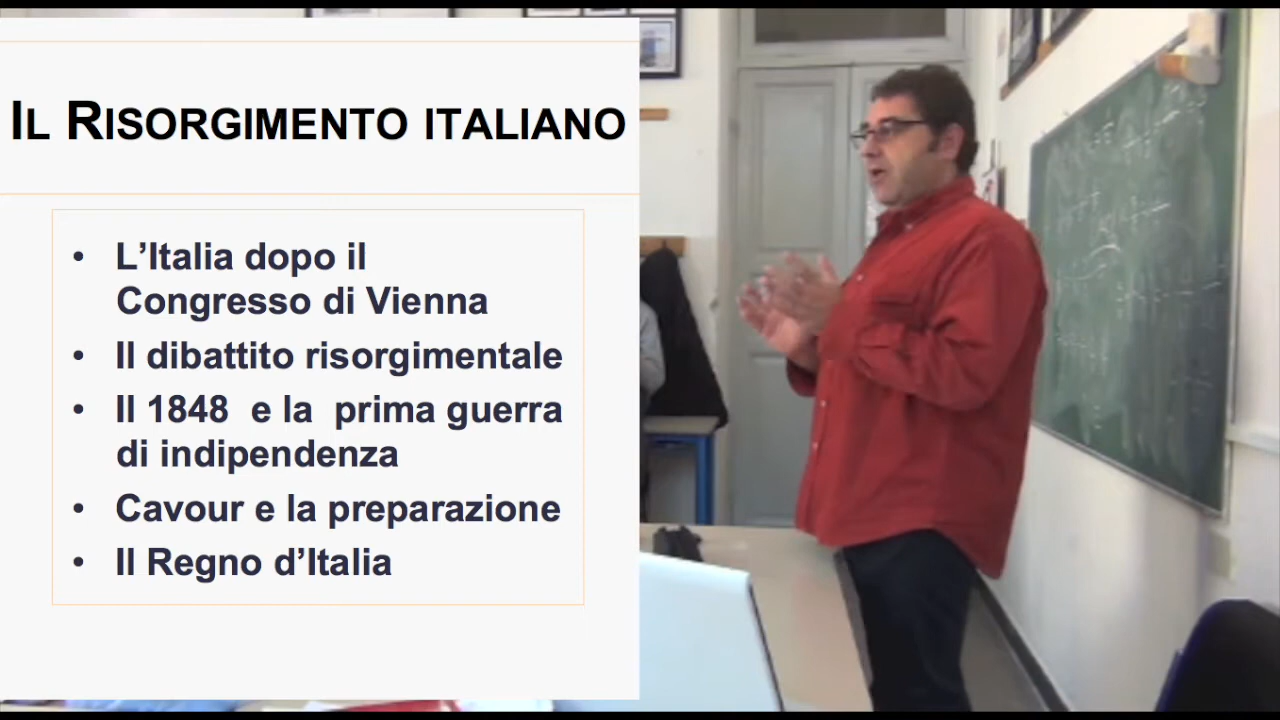 IL RISORGIMENTO ITALIANO
• L'Italia dopo il
Congresso di Vienna
• Il dibattito risorgimentale
• Il 1848 e la prima guerra
di indipendenza
• Cavour e la preparazione
• Il Regno d'Italia